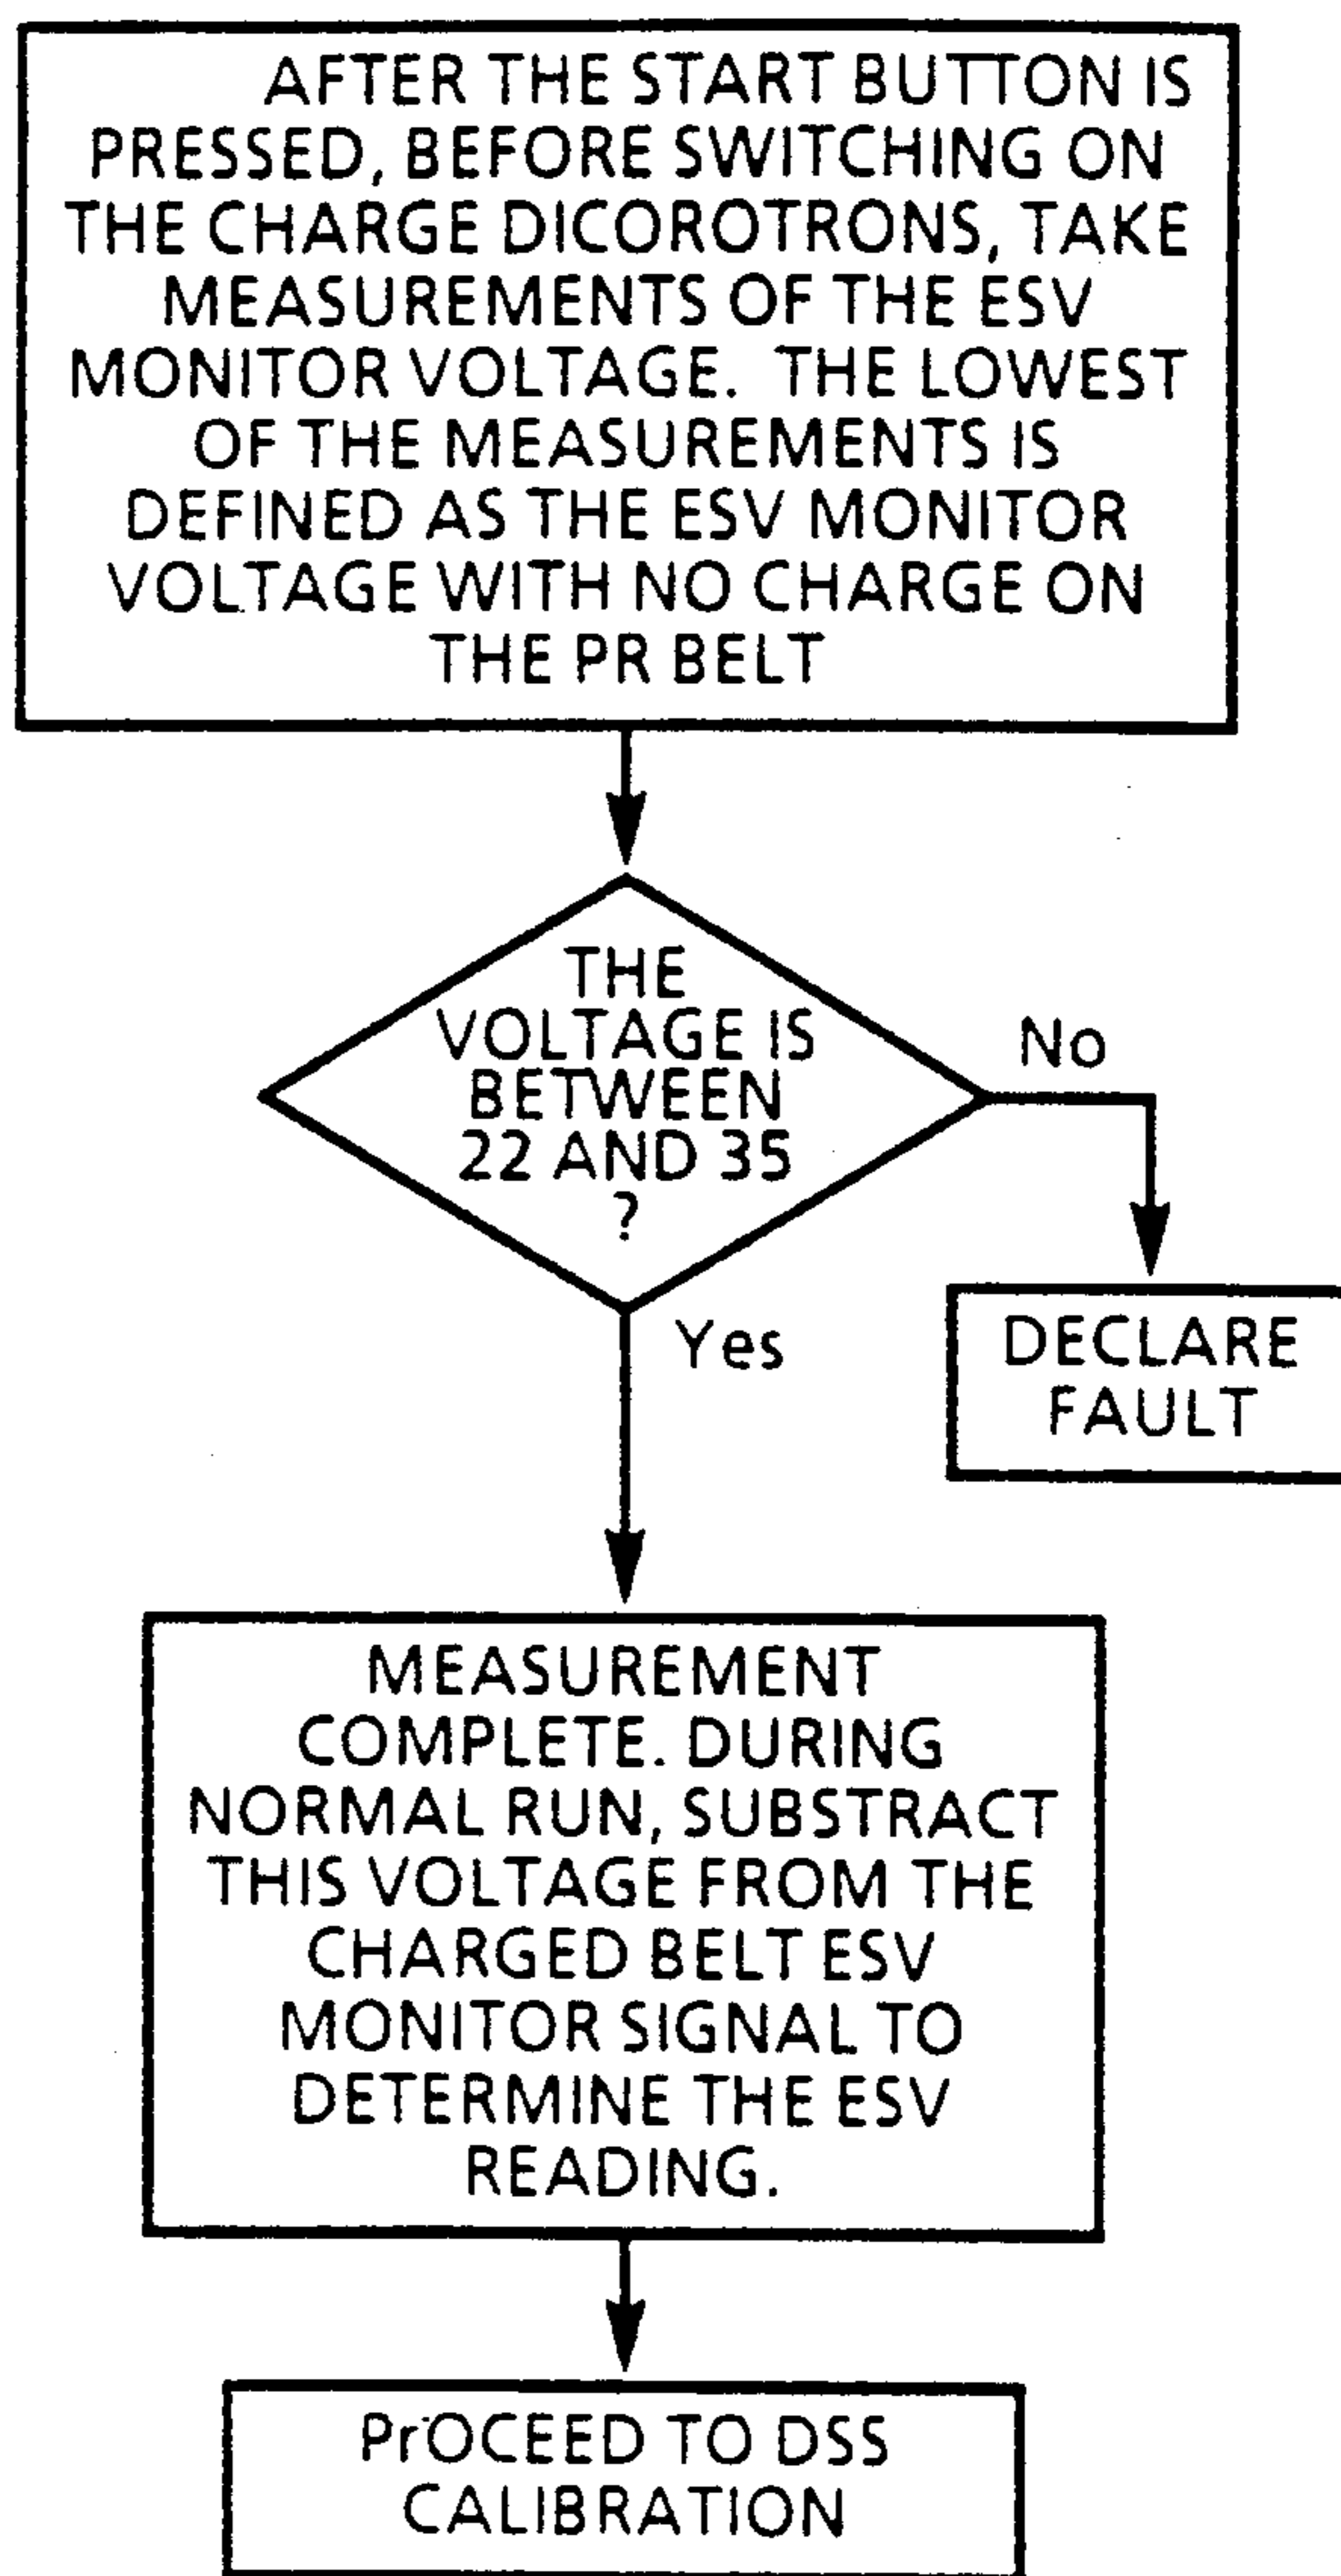 AFTER THE START BUTTON IS
PRESSED, BEFORE SWITCHING ON
THE CHARGE DICOROTRONS, TAKE
MEASUREMENTS OF THE ESV
MONITOR VOLTAGE. THE LOWEST
OF THE MEASUREMENTS IS
DEFINED AS THE ESV MONITOR
VOLTAGE WITH NO CHARGE ON
THE PR BELT
THE
VOLTAGE IS
BETWEEN
22 AND 35
?
No
Yes
DECLARE
FAULT
MEASUREMENT
COMPLETE. DURING
NORMAL RUN, SUBSTRACT
THIS VOLTAGE FROM THE
CHARGED BELT ESV
MONITOR SIGNAL TO
DETERMINE THE ESV
READING.
PrOCEED TO DSS
CALIBRATION